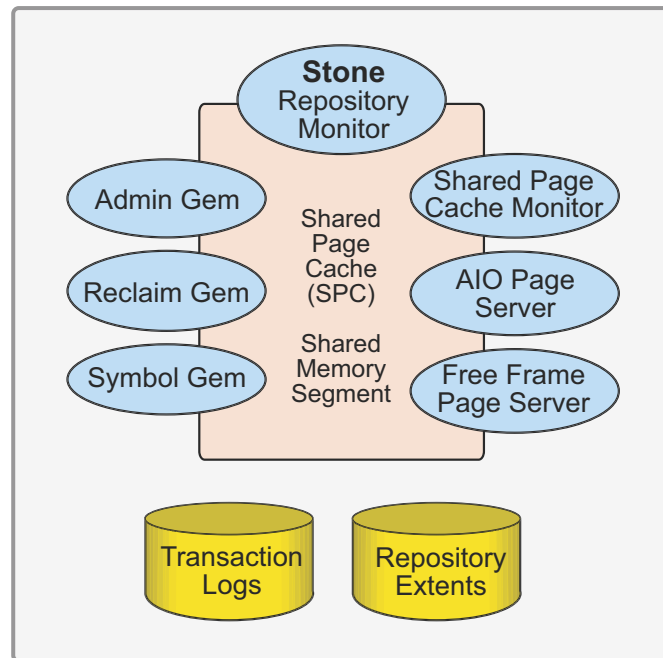 Stone
Repository
Monitor
Admin Gem
Reclaim Gem
Symbol Gem
Shared
Page
Cache
(SPC)
Shared
Memory
Segment
Shared Page
Cache Monitor
AIO Page
Server
Free Frame
Page Server
Transaction
Logs
Repository
Extents